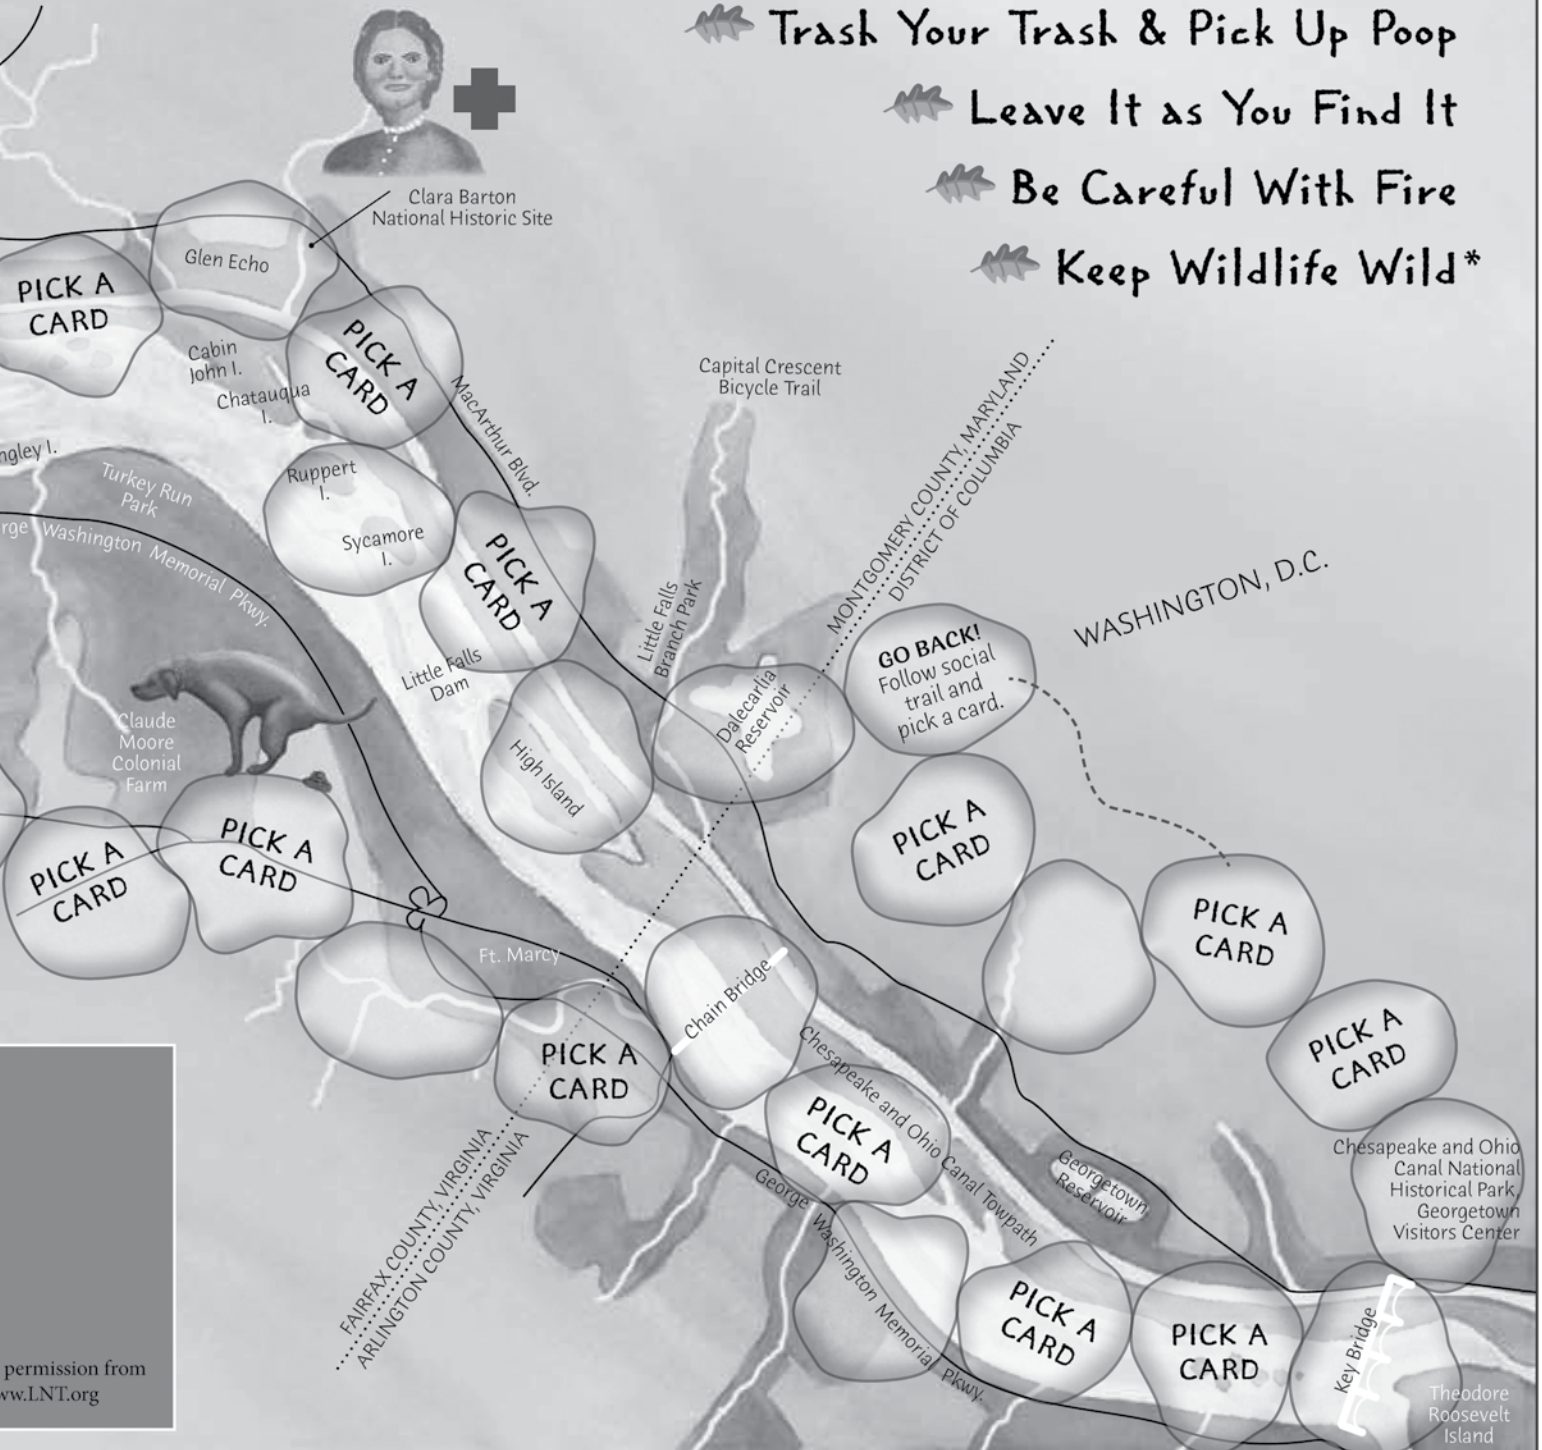 Trash Your Trash & Pick Up Poop
Leave It as You Find It
Be Careful With Fire
Keep Wildlife Wild*
Clara Barton
National Historic Site
Glen Echo
PICK A
CARD
PICK A
CARD
Cabin
John I.
Chatauqua
I.
MacArthur Blvd.
Capital Crescent
Bicycle Trail
MONTGOMERY COUNTY, MARYLAND
DISTRICT OF COLUMBIA
ngley I.
Turkey Run
Park
rge Washington Memorial Pkwy.
Ruppert
I.
Sycamore
I.
PICK A
CARD
WASHINGTON, D.C.
Little Falls
Branch Park
Little Falls
Dam
GO BACK!
Follow social
trail and
pick a card.
Dalecarlia
Reservoir
Claude
Moore
Colonial
Farm
High Island
PICK A
CARD
PICK A
CARD
PICK A
CARD
PICK A
CARD
Ft. Marcy
Chain Bridge
PICK A
CARD
PICK A
CARD
Chesapeake and Ohio Canal Towpath
PICK A
CARD
FAIRFAX COUNTY, VIRGINIA
ARLINGTON COUNTY, VIRGINIA
George Washington Memorial Pkwy.
Georgetown
Reservoir
Chesapeake and Ohio
Canal National
Historical Park,
Georgetown
Visitors Center
PICK A
CARD
PICK A
CARD
Key Bridge
Theodore
Roosevelt
Island
permission from
ww.LNT.org